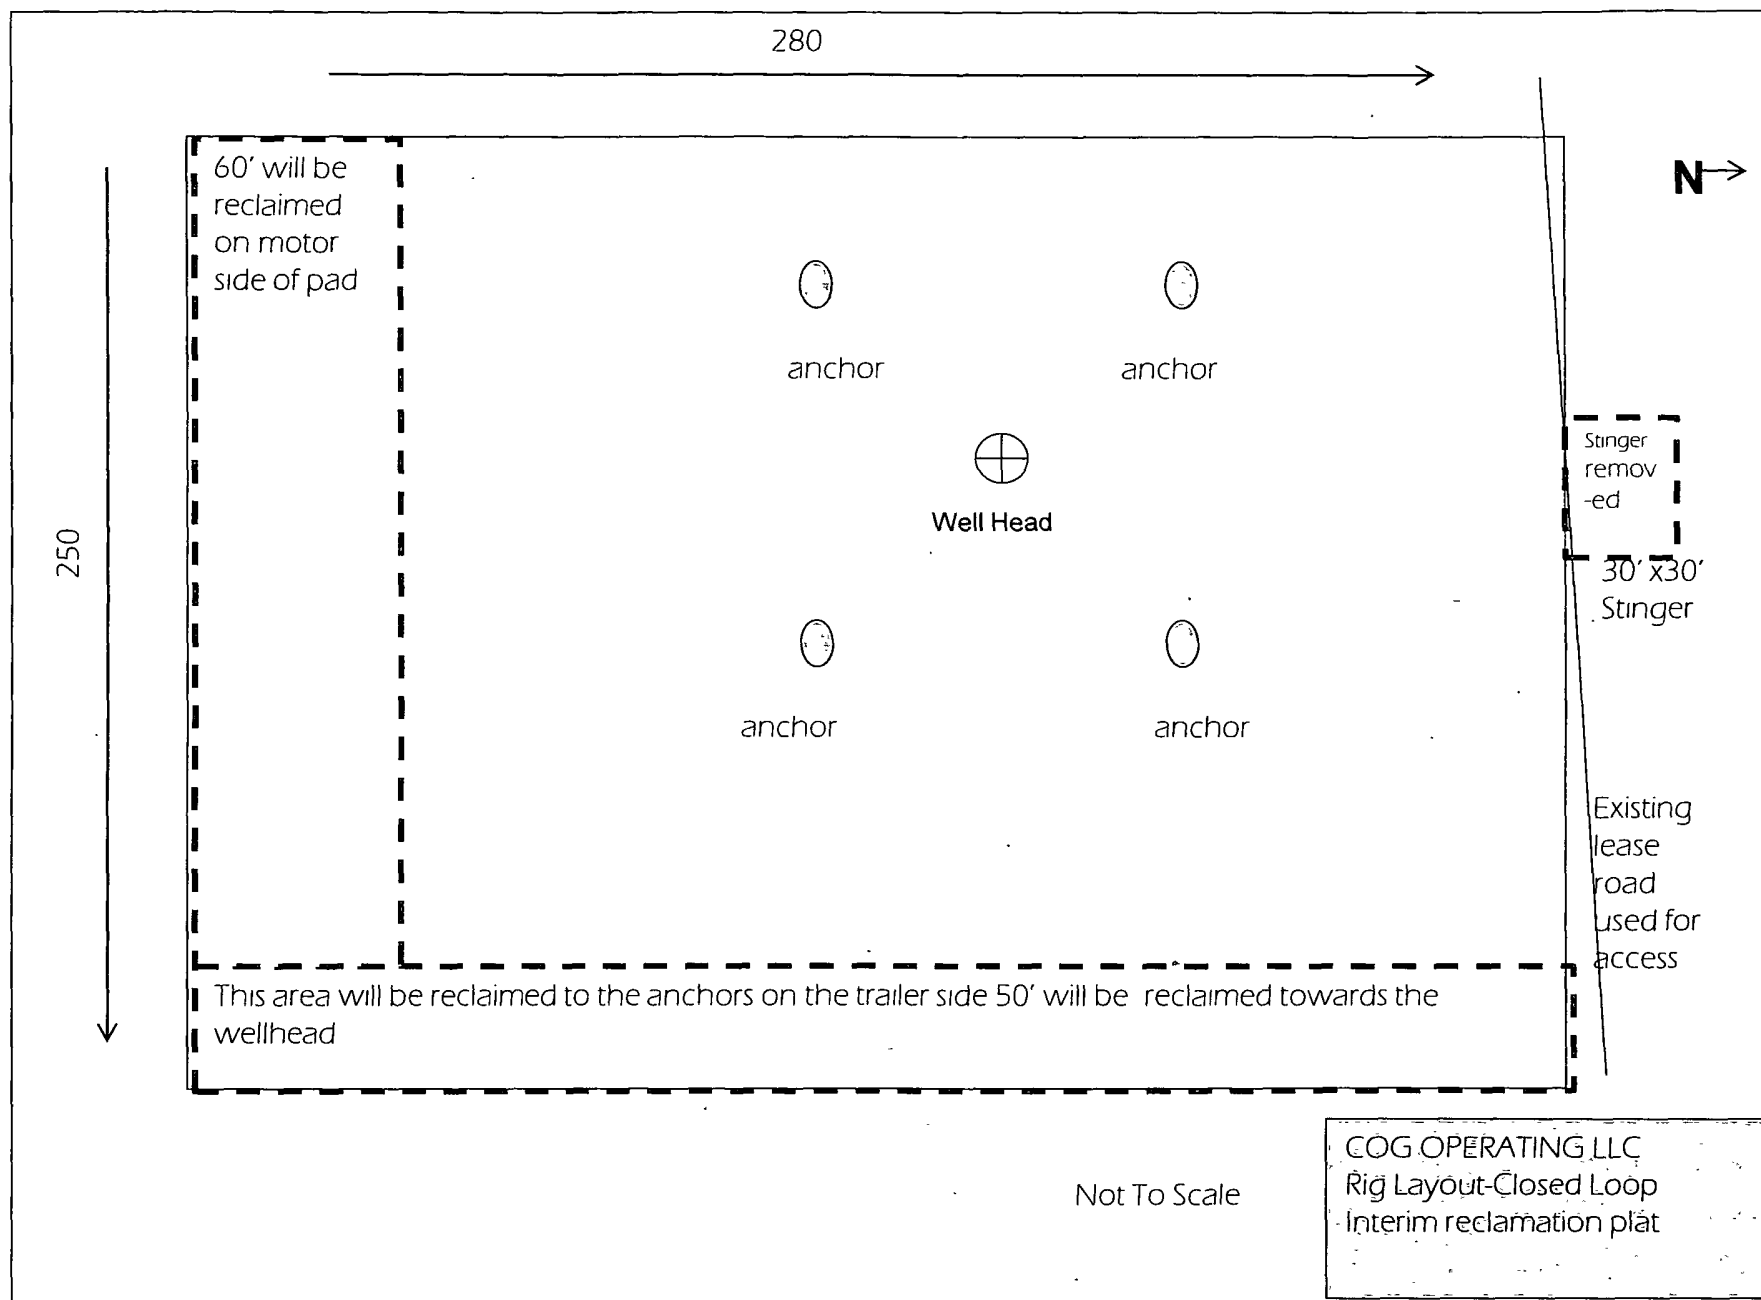 280
N
60' will be
reclaimed
on motor
side of pad
anchor
anchor
Stinger
remov
-ed
Well Head
250
30' x30'
Stinger
anchor
anchor
Existing
lease
road
used for
access
This area will be reclaimed to the anchors on the trailer side 50' will be reclaimed towards the
wellhead
Not To Scale
COG OPERATING LLC
Rig Layout-Closed Loop
Interim reclamation plat